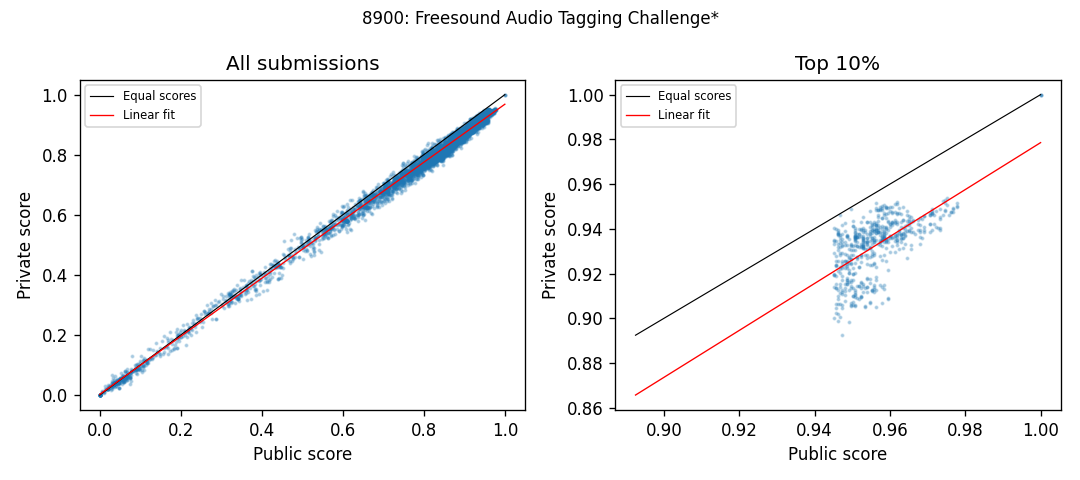 8900: Freesound Audio Tagging Challenge*
All submissions
Equal scores
Linear fit
1.0
0.8
0.6
0.4
0.2
0.0
Private score
0.0 0.2 0.4 0.6 0.8 1.0
Public score
Top 10%
Equal scores
Linear fit
1.00
0.98
0.96
0.94
0.92
0.90
0.88
0.86
Private score
0.90 0.92 0.94 0.96 0.98 1.00
Public score